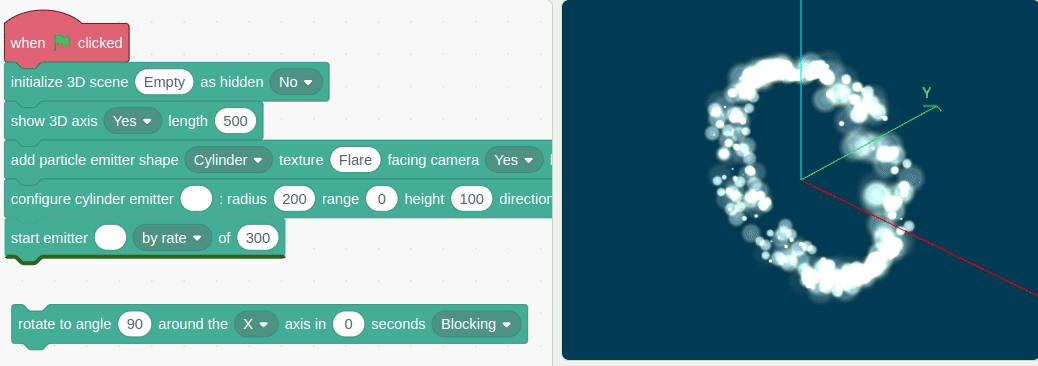 when clicked
initialize 3D scene Empty as hidden No
show 3D axis Yes length 500
add particle emitter shape Cylinder texture Flare facing camera Yes
configure cylinder emitter : radius 200 range 0 height 100 direction
start emitter by rate of 300
rotate to angle 90 around the X axis in 0 seconds Blocking
Y